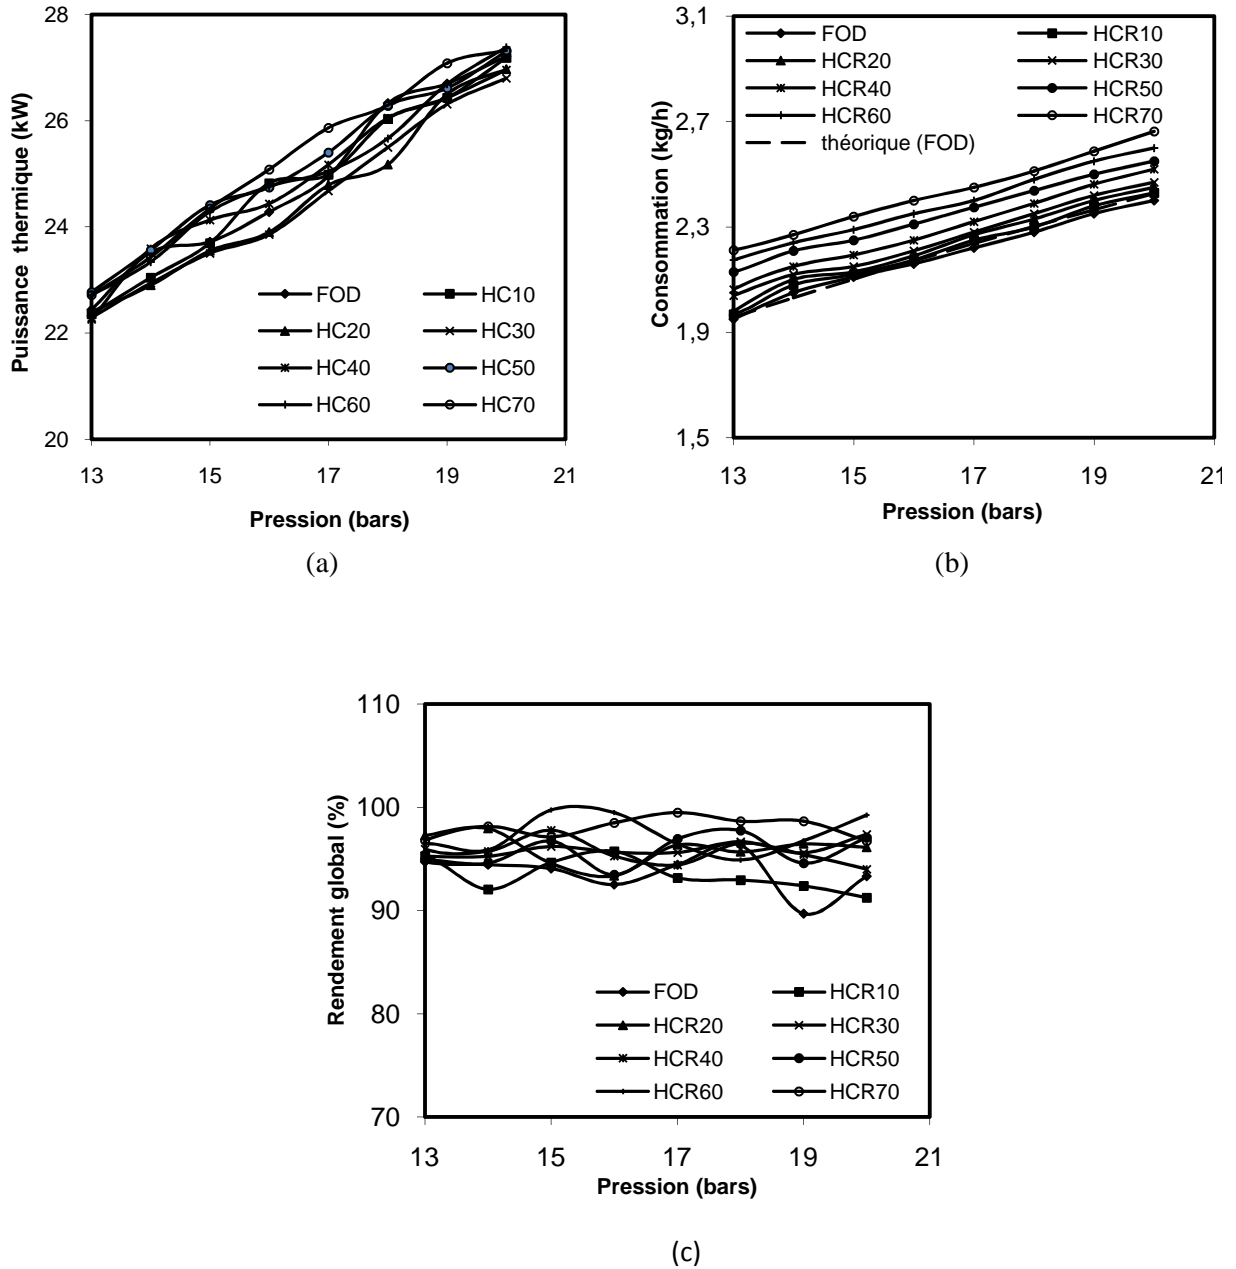 28
26
24
22
20
Puissance thermique (kW)
FOD
HC10
HC20
HC30
HC40
HC50
HC60
HC70
13
15
17
19
21
Pression (bars)
(a)
3,1
2,7
2,3
1,9
1,5
Consommation (kg/h)
FOD
HCR10
HCR20
HCR30
HCR40
HCR50
HCR60
HCR70
théorique (FOD)
13
15
17
19
21
Pression (bars)
(b)
110
100
90
80
70
Rendement global (%)
FOD
HCR10
HCR20
HCR30
HCR40
HCR50
HCR60
HCR70
13
15
17
19
21
Pression (bars)
(c)